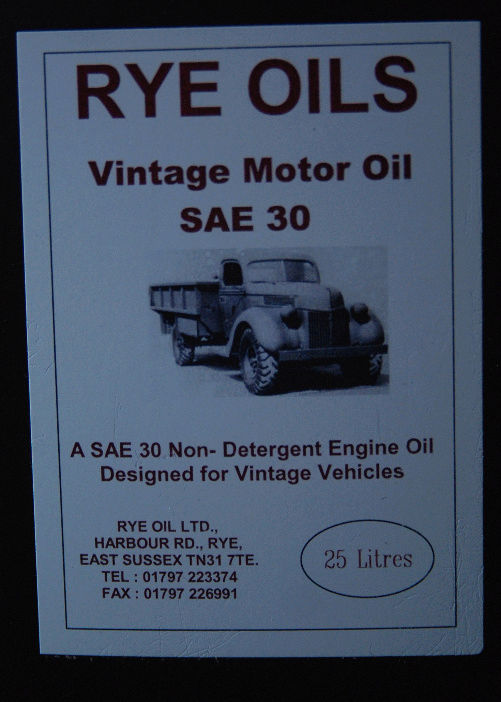 RYE OILS
Vintage Motor Oil
SAE 30
A SAE 30 Non- Detergent Engine Oil
Designed for Vintage Vehicles
RYE OIL LTD.,
HARBOUR RD., RYE,
EAST SUSSEX TN31 7TE.
TEL : 01797 223374
FAX : 01797 226991
25 Litres